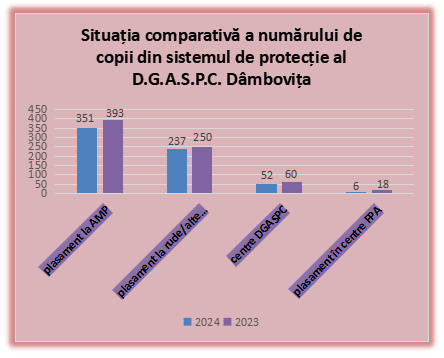 Situația comparativă a numărului de
copii din sistemul de protecție al
D.G.A.S.P.C. Dâmbovița
450
400
350
300
250
200
150
100
50
0
351
393
237
250
52
60
6
18
plasament la AMP
plasament la rude/alte...
centre DGASPC
plasament în centre FPA
2024
2023